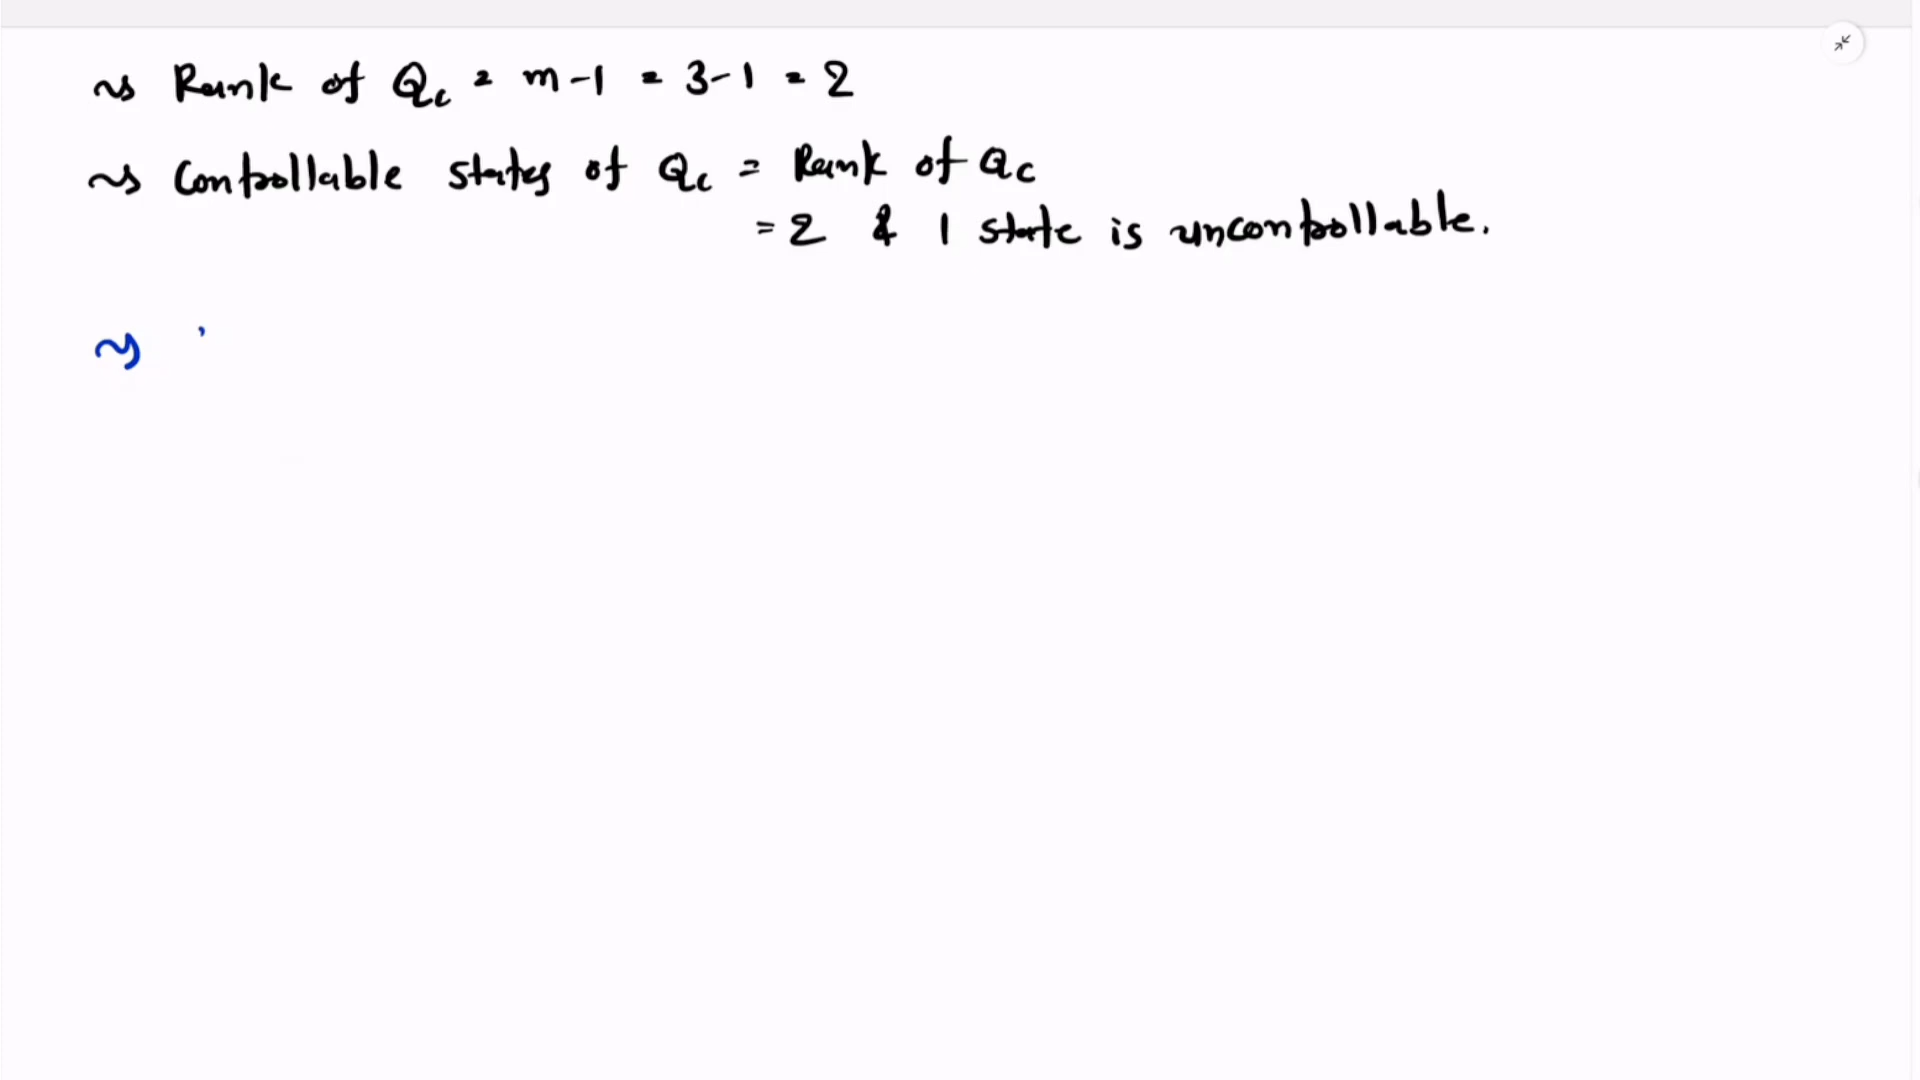 ~> Rank of Qc = m-1 = 3-1 = 2
~> Controllable states of Qc = Rank of Qc
= 2 & 1 state is uncontrollable.
~>